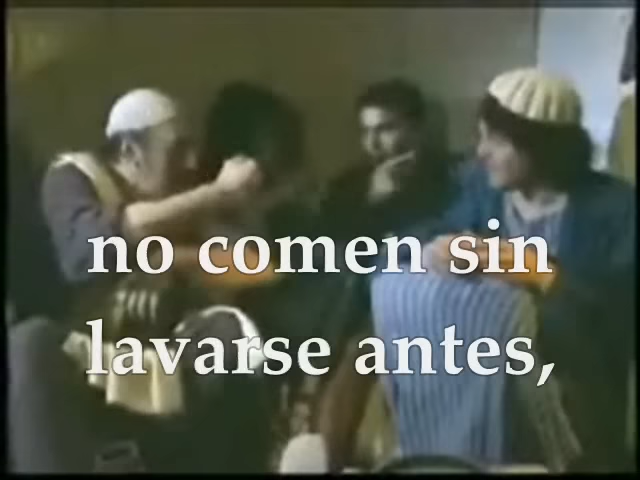 no comen sin
lavarse antes,